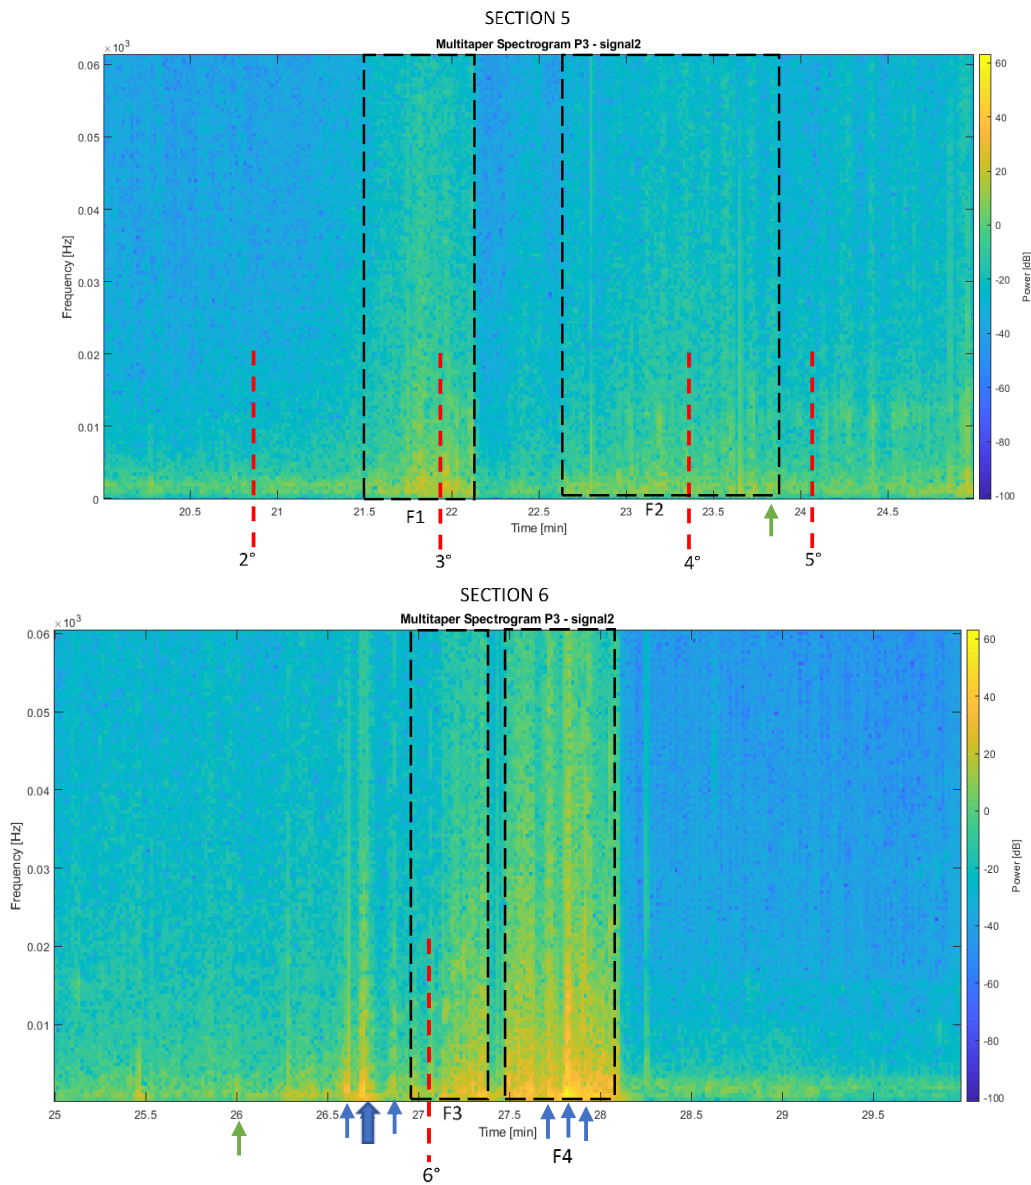 SECTION 5
Multitaper Spectrogram P3 - signal2
×10³
0.06
0.05
0.04
0.03
0.02
0.01
0
Frequency [Hz]
20.5 21 21.5 22 22.5 23 23.5 24 24.5
Time [min]
F1 F2
2° 3° 4° 5°
60
40
20
0
-20
-40
-60
-80
-100
Power [dB]
SECTION 6
Multitaper Spectrogram P3 - signal2
×10³
0.06
0.05
0.04
0.03
0.02
0.01
Frequency [Hz]
25 25.5 26 26.5 27 27.5 28 28.5 29 29.5
Time [min]
F3
F4
6°
60
40
20
0
-20
-40
-60
-80
-100
Power [dB]